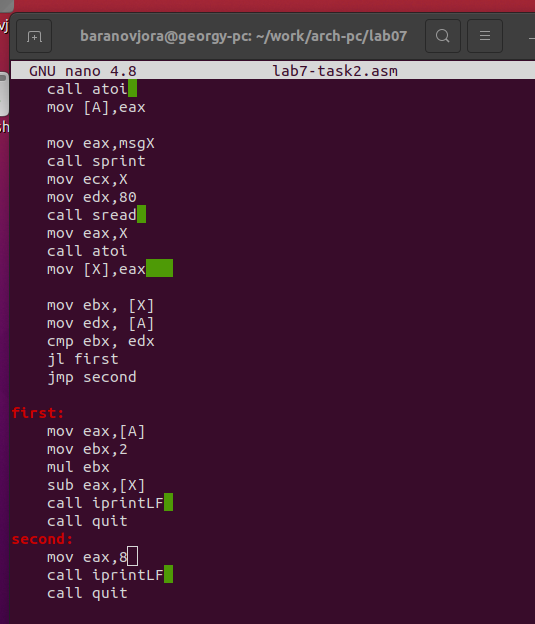 baranovjora@georgy-pc: ~/work/arch-pc/lab07
GNU nano 4.8 lab7-task2.asm
call atoi
mov [A],eax
mov eax,msgX
call sprint
mov ecx,X
mov edx,80
call sread
mov eax,X
call atoi
mov [X],eax
mov ebx, [X]
mov edx, [A]
cmp ebx, edx
jl first
jmp second
first:
mov eax,[A]
mov ebx,2
mul ebx
sub eax,[X]
call iprintLF
call quit
second:
mov eax,8
call iprintLF
call quit